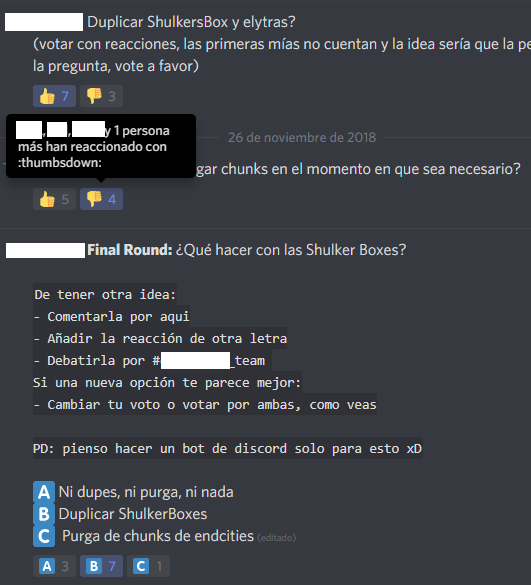 Duplicar ShulkersBox y elytras?
(votar con reacciones, las primeras mías no cuentan y la idea sería que la
la pregunta, vote a favor)
👍 7 👎 3
26 de noviembre de 2018
, , y 1 persona
más han reaccionado con
:thumbsdown:
gar chunks en el momento en que sea necesario?
👍 5 👎 4
Final Round: ¿Qué hacer con las Shulker Boxes?
De tener otra idea:
- Comentarla por aqui
- Añadir la reacción de otra letra
- Debatirla por # _team
Si una nueva opción te parece mejor:
- Cambiar tu voto o votar por ambas, como veas
PD: pienso hacer un bot de discord solo para esto xD
A Ni dupes, ni purga, ni nada
B Duplicar ShulkerBoxes
C Purga de chunks de endcities (editado)
A 3 B 7 C 1